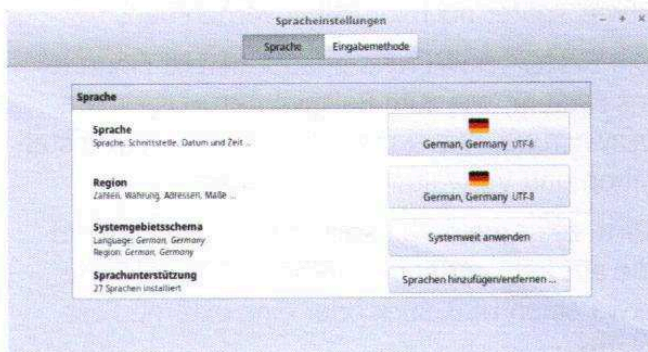 Spracheinstellungen
Sprache Eingabemethode
Sprache
Sprache
Sprache, Schnittstelle, Datum und Zeit ...
German, Germany UTF-8
Region
Zahlen, Währung, Adressen, Maße ...
German, Germany UTF-8
Systemgebietsschema
Language: German, Germany
Region: German, Germany
Systemweit anwenden
Sprachunterstützung
27 Sprachen installiert
Sprachen hinzufügen/entfernen ...